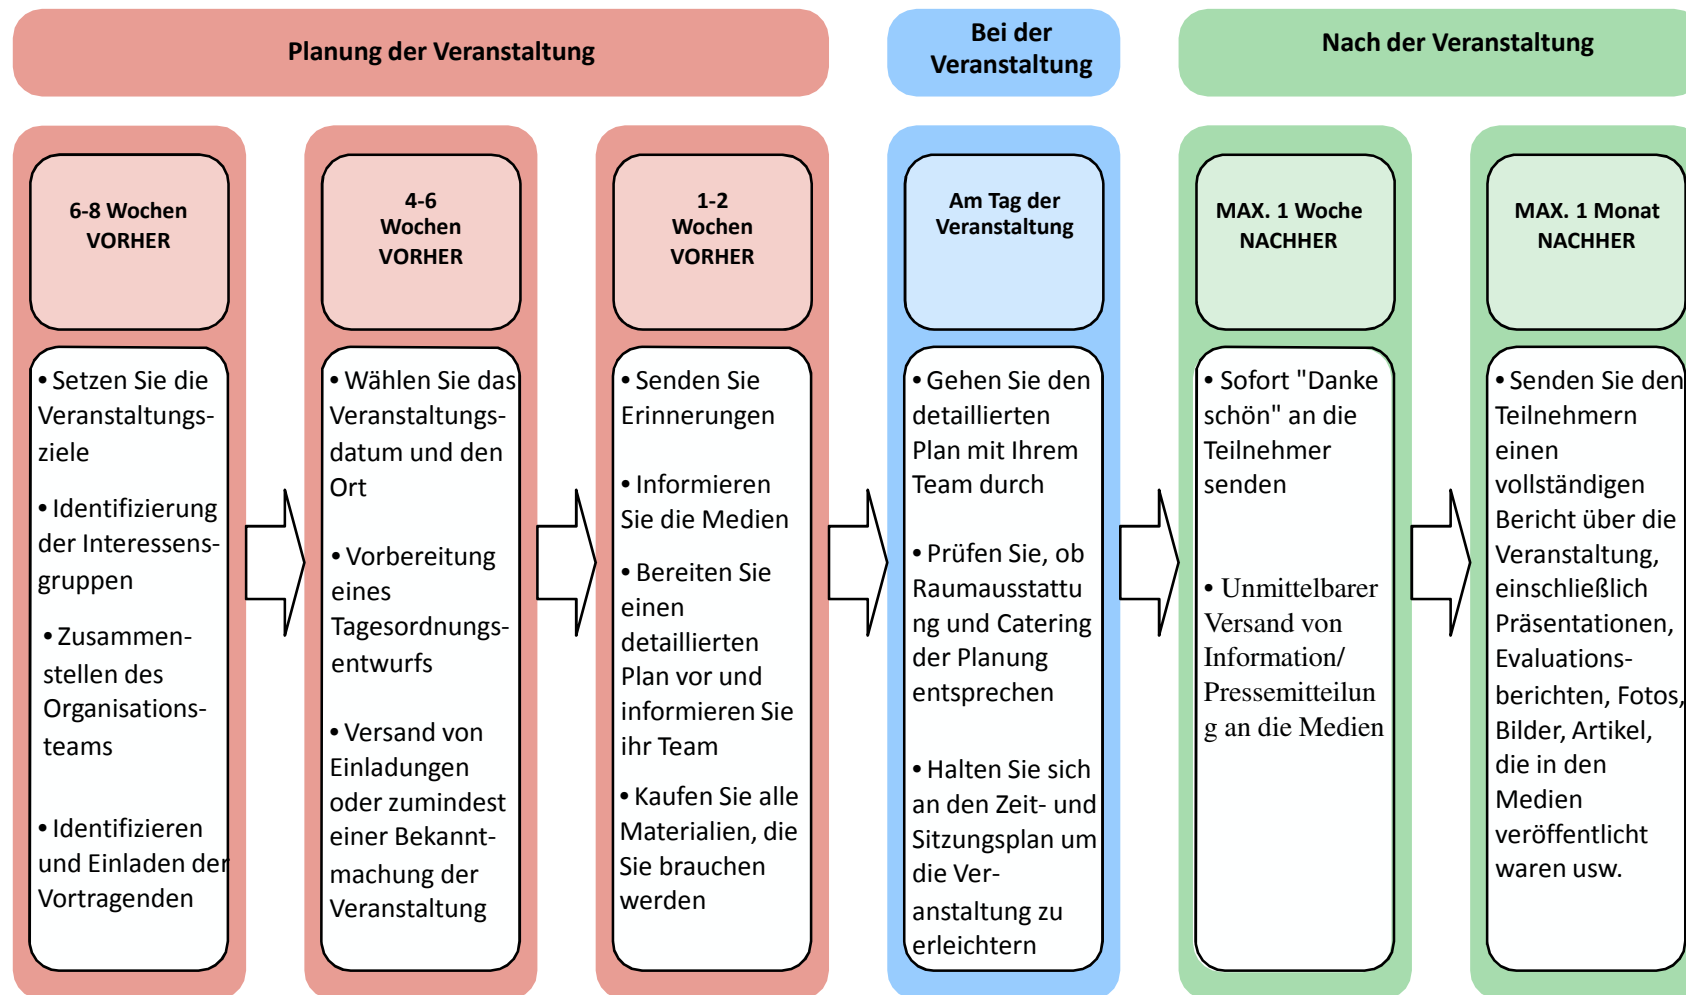 Planung der Veranstaltung
Bei der
Veranstaltung
Nach der Veranstaltung
6-8 Wochen
VORHER
• Setzen Sie die
Veranstaltungs-
ziele
• Identifizierung
der Interessens-
gruppen
• Zusammen-
stellen des
Organisations-
teams
• Identifizieren
und Einladen der
Vortragenden
4-6
Wochen
VORHER
• Wählen Sie das
Veranstaltungs-
datum und den
Ort
• Vorbereitung
eines
Tagesordnungs-
entwurfs
• Versand von
Einladungen
oder zumindest
einer Bekannt-
machung der
Veranstaltung
1-2
Wochen
VORHER
• Senden Sie
Erinnerungen
• Informieren
Sie die Medien
• Bereiten Sie
einen
detaillierten
Plan vor und
informieren Sie
ihr Team
• Kaufen Sie alle
Materialien, die
Sie brauchen
werden
Am Tag der
Veranstaltung
• Gehen Sie den
detaillierten
Plan mit Ihrem
Team durch
• Prüfen Sie, ob
Raumausstattu
ng und Catering
der Planung
entsprechen
• Halten Sie sich
an den Zeit- und
Sitzungsplan um
die Ver-
anstaltung zu
erleichtern
MAX. 1 Woche
NACHHER
• Sofort "Danke
schön" an die
Teilnehmer
senden
• Unmittelbarer
Versand von
Information/
Pressemitteilun
g an die Medien
MAX. 1 Monat
NACHHER
• Senden Sie den
Teilnehmern
einen
vollständigen
Bericht über die
Veranstaltung,
einschließlich
Präsentationen,
Evaluations-
berichten, Fotos,
Bilder, Artikel,
die in den
Medien
veröffentlicht
waren usw.